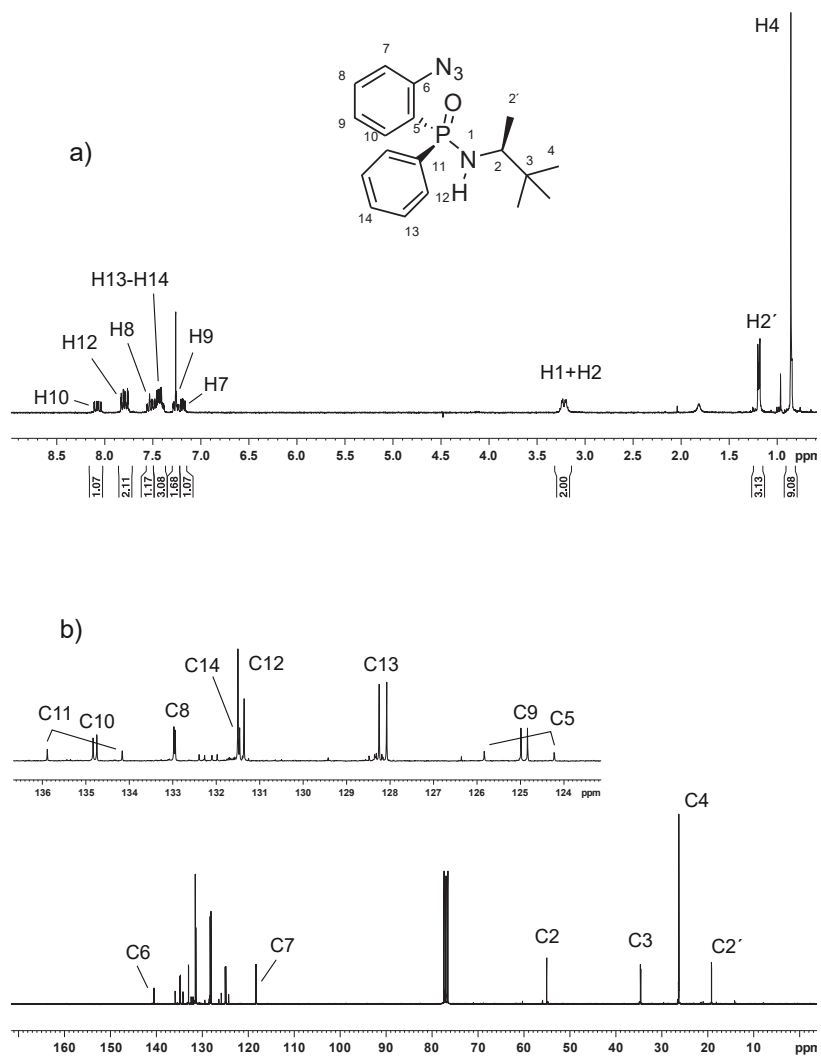 H4
7
N3
8
6
O
2´
9
5
10
P
1
4
a)
N
2
3
11
H
12
14
13
H13-H14
H8
H9
H12
H2´
H7
H1+H2
H10
8.5 8.0 7.5 7.0 6.5 6.0 5.5 5.0 4.5 4.0 3.5 3.0 2.5 2.0 1.5 1.0 ppm
1.07 2.11 1.17 3.08 1.68 1.07 2.00 3.13 9.08
b)
C14 C12 C13
C11 C10 C8 C9 C5
136 135 134 133 132 131 130 129 128 127 126 125 124 ppm
C4
C6 C7 C2 C3 C2´
160 150 140 130 120 110 100 90 80 70 60 50 40 30 20 10 ppm